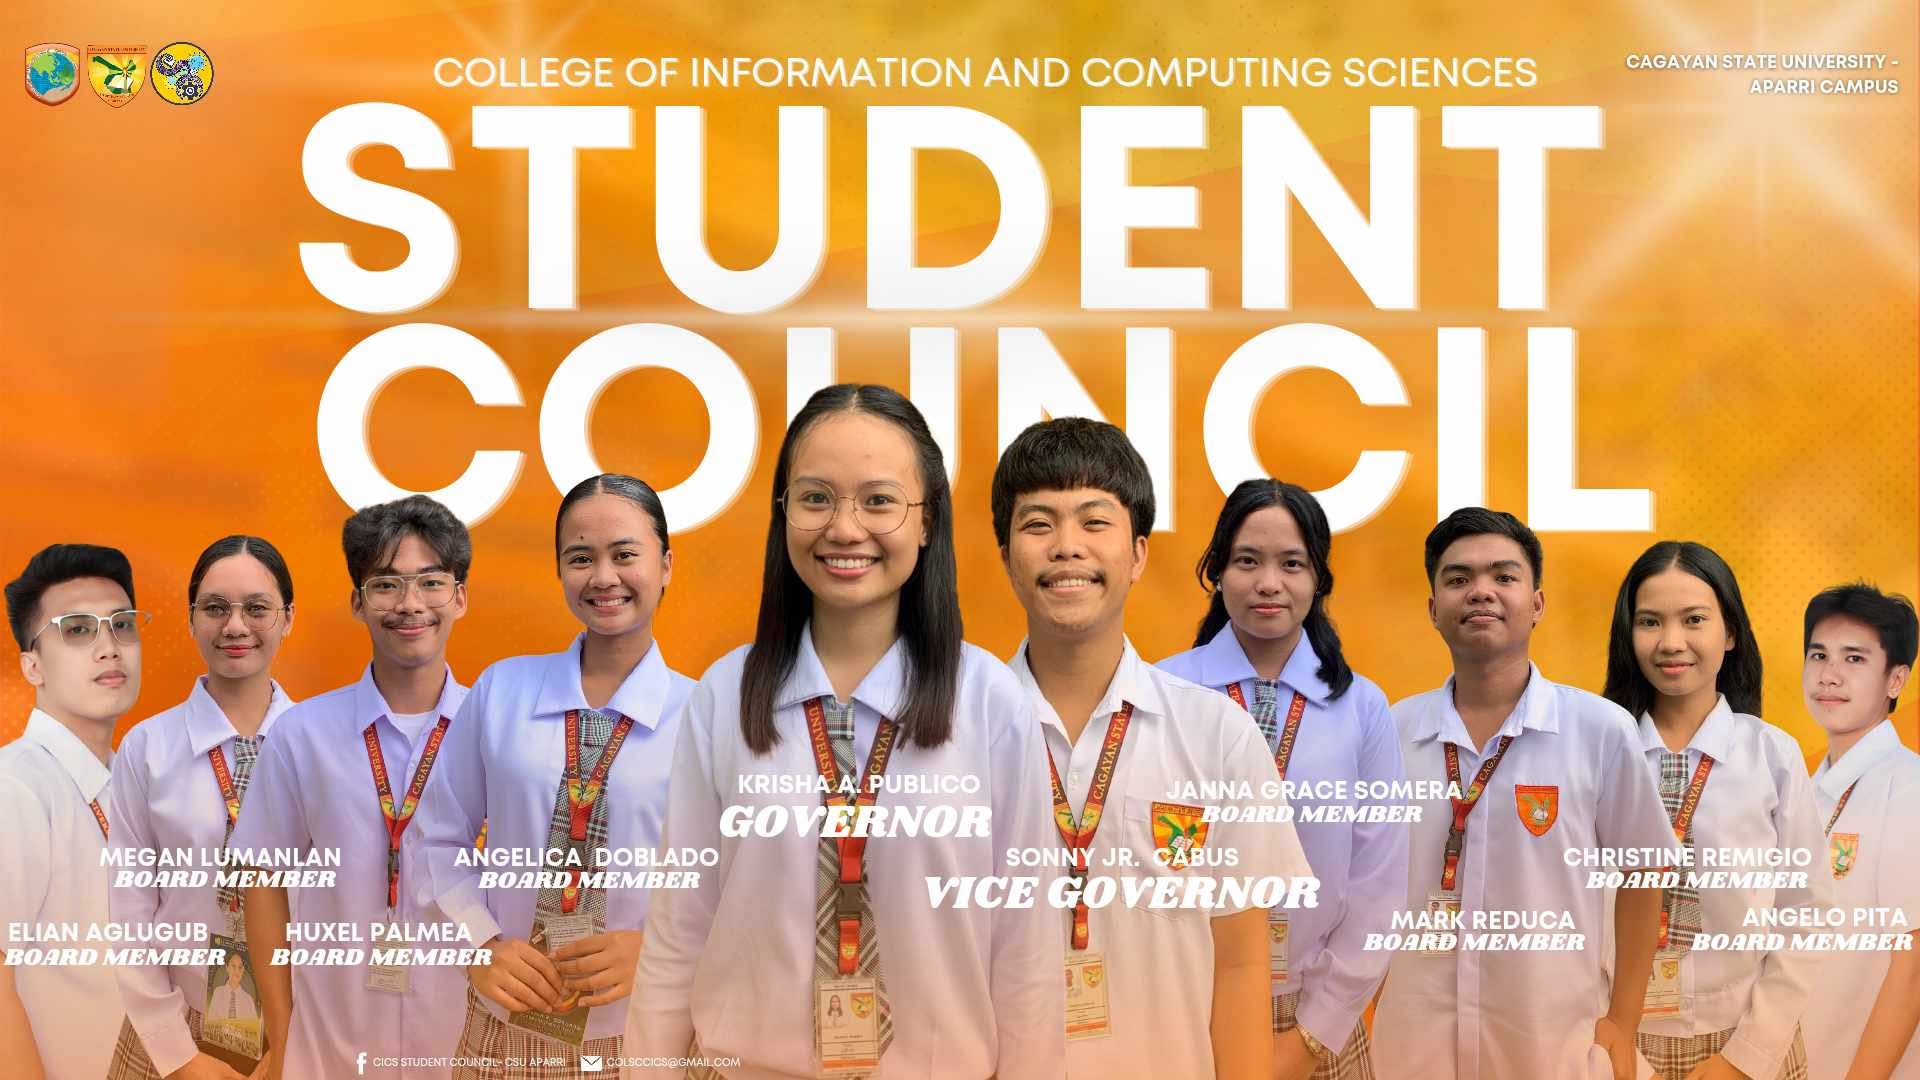 COLLEGE OF INFORMATION AND COMPUTING SCIENCES
CAGAYAN STATE UNIVERSITY -
APARRI CAMPUS
STUDENT
COUNCIL
KRISHA A. PUBLICO
GOVERNOR
SONNY JR. CABUS
VICE GOVERNOR
JANNA GRACE SOMERA
BOARD MEMBER
MEGAN LUMANLAN
BOARD MEMBER
ANGELICA DOBLADO
BOARD MEMBER
CHRISTINE REMIGIO
BOARD MEMBER
ELIAN AGLUGUB
BOARD MEMBER
HUXEL PALMEA
BOARD MEMBER
MARK REDUCA
BOARD MEMBER
ANGELO PITA
BOARD MEMBER
UNIVERSITY
CAGAYAN STATE
CICS STUDENT COUNCIL- CSU APARRI
COLSCCICS@GMAIL.COM